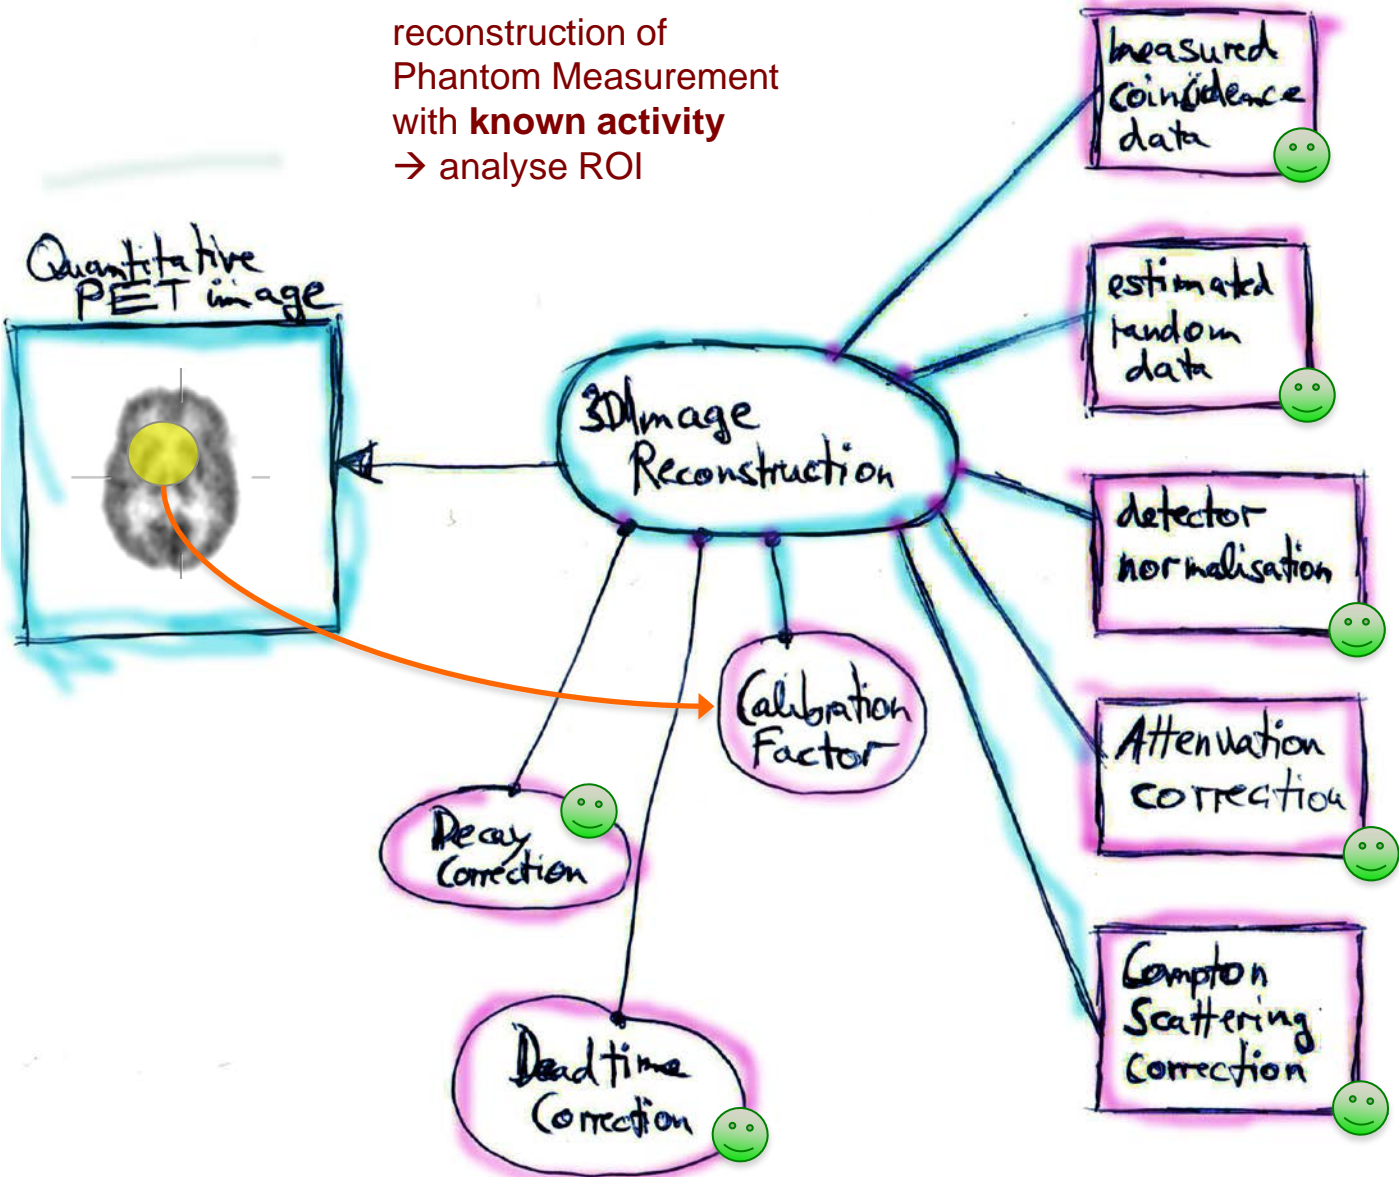 reconstruction of
Phantom Measurement
with known activity
→ analyse ROI
Quantitative
PET image
3D Image
Reconstruction
measured
coincidence
data
estimated
random
data
detector
normalisation
Attenuation
correction
Compton
Scattering
correction
Calibration
Factor
Decay
Correction
Deadtime
Correction